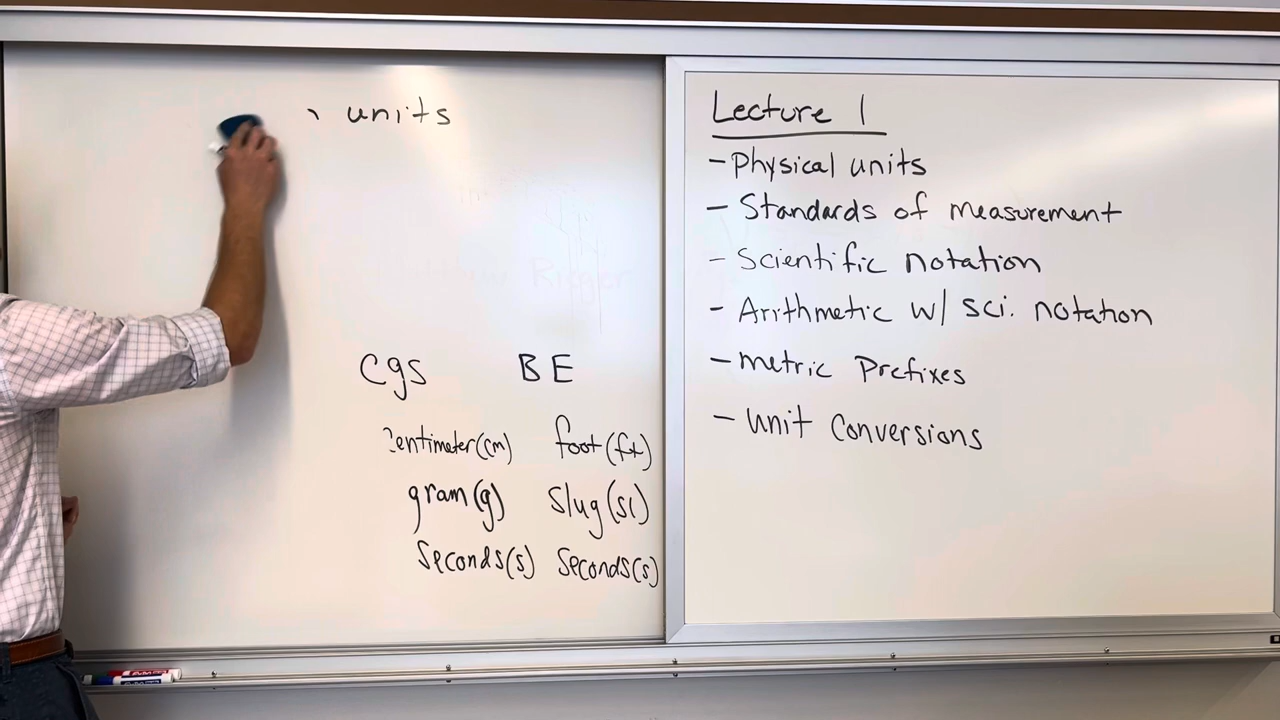 units
cgs BE
centimeter(cm) foot(ft)
gram(g) slug(sl)
Seconds(s) Seconds(s)
Lecture 1
- Physical units
- Standards of measurement
- Scientific notation
- Arithmetic w/ sci. notation
- Metric Prefixes
- Unit Conversions